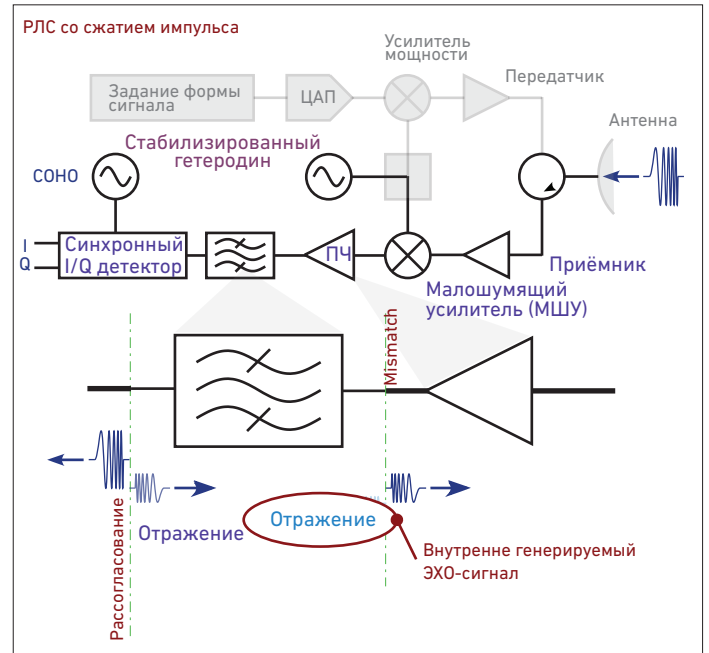 РЛС со сжатием импульса
Усилитель
мощности
Передатчик
Задание формы
сигнала
ЦАП
Антенна
Стабилизированный
гетеродин
СОНО
I
Q
Синхронный
I/Q детектор
ПЧ
Приёмник
Малошумящий
усилитель (МШУ)
Mismatch
Рассогласование
Отражение
Отражение
Внутренне генерируемый
ЭХО-сигнал